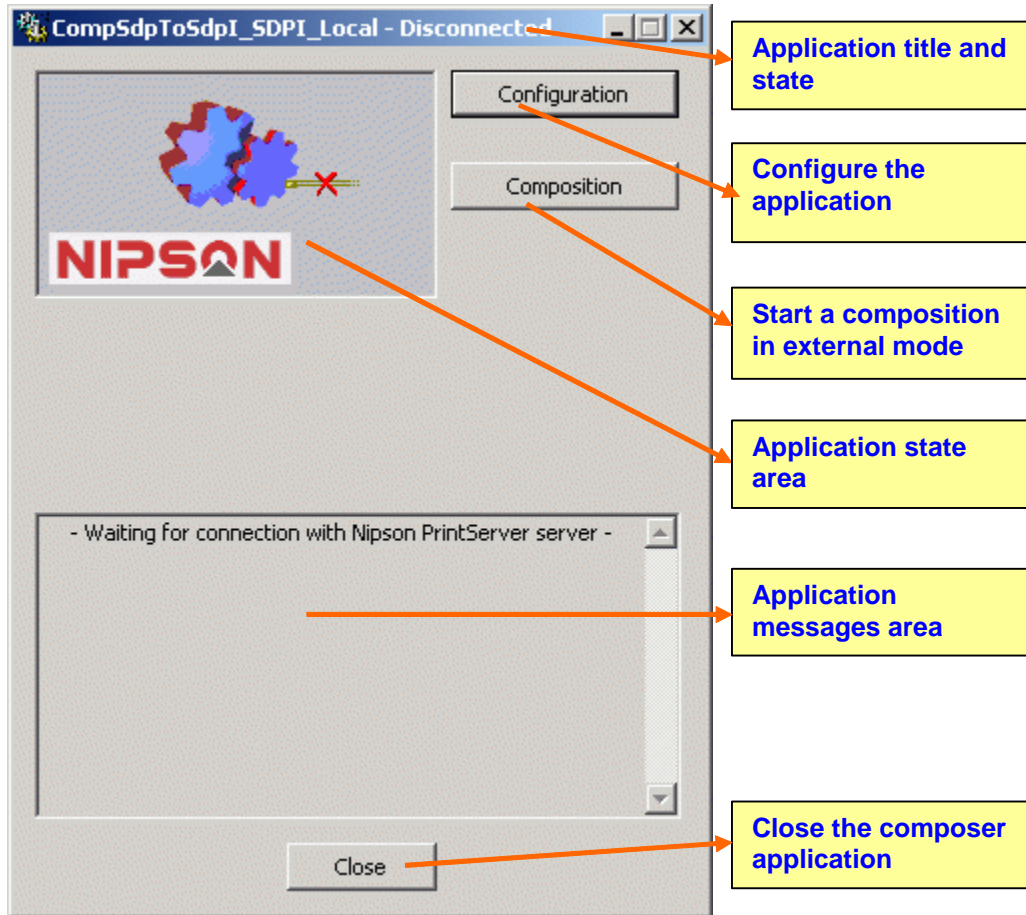 CompSdpToSdpI_SDPI_Local - Disconnected
Application title and
state
Configuration
Configure the
application
Composition
NIPSON
Start a composition
in external mode
Application state
area
- Waiting for connection with Nipson PrintServer server -
Application
messages area
Close the composer
application
Close